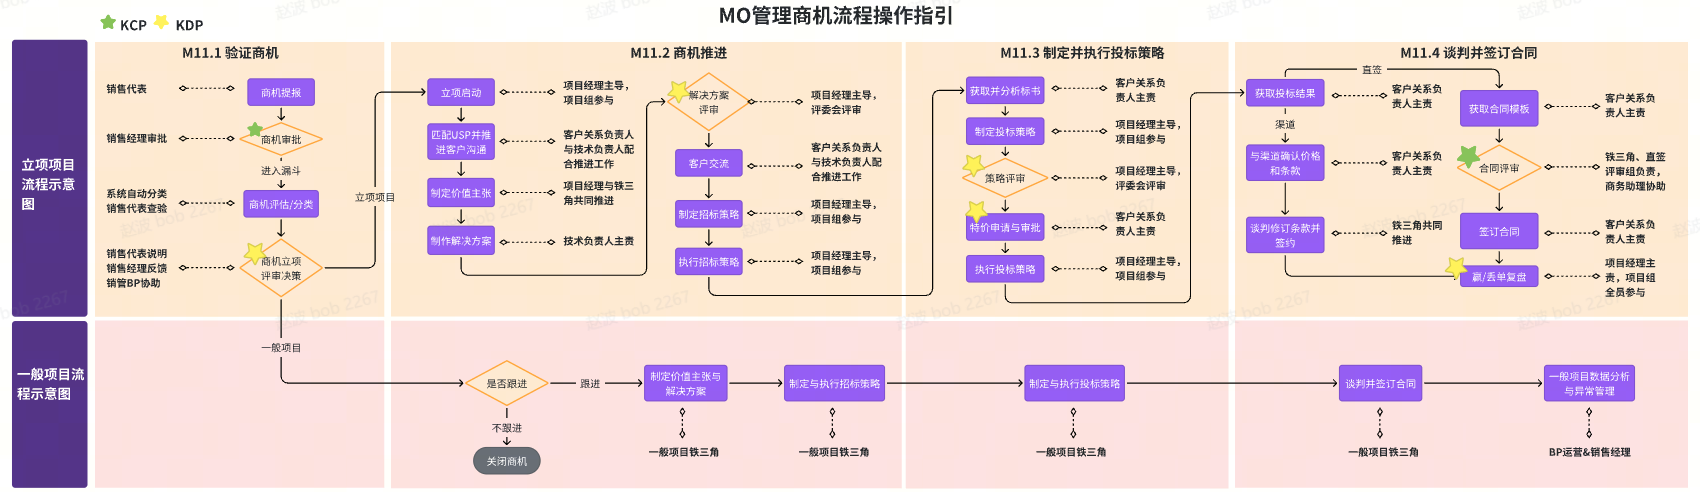 MO管理商机流程操作指引
KCP
KDP
立项项目
流程示意
图
M11.1 验证商机
销售代表
商机提报
销售经理审批
商机审批
进入漏斗
系统自动分类
销售代表查验
商机评估/分类
销售代表说明
销售经理反馈
销管BP协助
商机立项
评审决策
立项项目
一般项目
M11.2 商机推进
立项启动
项目经理主导，
项目组参与
匹配USP并推
进客户沟通
客户关系负责人
与技术负责人配
合推进工作
制定价值主张
项目经理与铁三
角共同推进
制作解决方案
技术负责人主责
解决方案
评审
项目经理主导，
评委会评审
客户交流
客户关系负责人
与技术负责人配
合推进工作
制定招标策略
项目经理主导，
项目组参与
执行招标策略
项目经理主导，
项目组参与
M11.3 制定并执行投标策略
获取并分析标书
客户关系负
责人主责
制定投标策略
项目经理主导，
项目组参与
策略评审
项目经理主导，
评委会评审
特价申请与审批
客户关系负
责人主责
执行投标策略
项目经理主导，
项目组参与
M11.4 谈判并签订合同
直签
获取投标结果
客户关系负
责人主责
渠道
与渠道确认价格
和条款
客户关系负
责人主责
谈判修订条款并
签约
铁三角共同
推进
获取合同模板
客户关系负
责人主责
合同评审
铁三角、直签
评审组负责，
商务助理协助
签订合同
客户关系负
责人主责
赢/丢单复盘
项目经理主
责，项目组
全员参与
一般项目流
程示意图
是否跟进
跟进
不跟进
关闭商机
制定价值主张与
解决方案
一般项目铁三角
制定与执行招标策略
一般项目铁三角
制定与执行投标策略
一般项目铁三角
谈判并签订合同
一般项目铁三角
一般项目数据分析
与异常管理
BP运营&销售经理
赵波 bob 2267